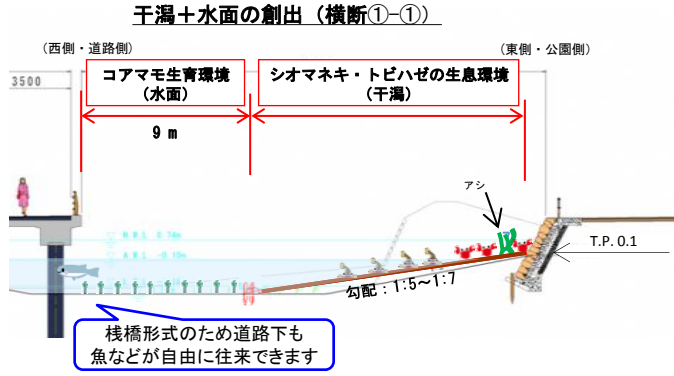 干潟＋水面の創出（横断①-①）
（西側・道路側）
（東側・公園側）
3500
コアマモ生育環境
（水面）
シオマネキ・トビハゼの生息環境
（干潟）
9 m
アシ
T.P. 0.1
勾配：1:5～1:7
桟橋形式のため道路下も
魚などが自由に往来できます